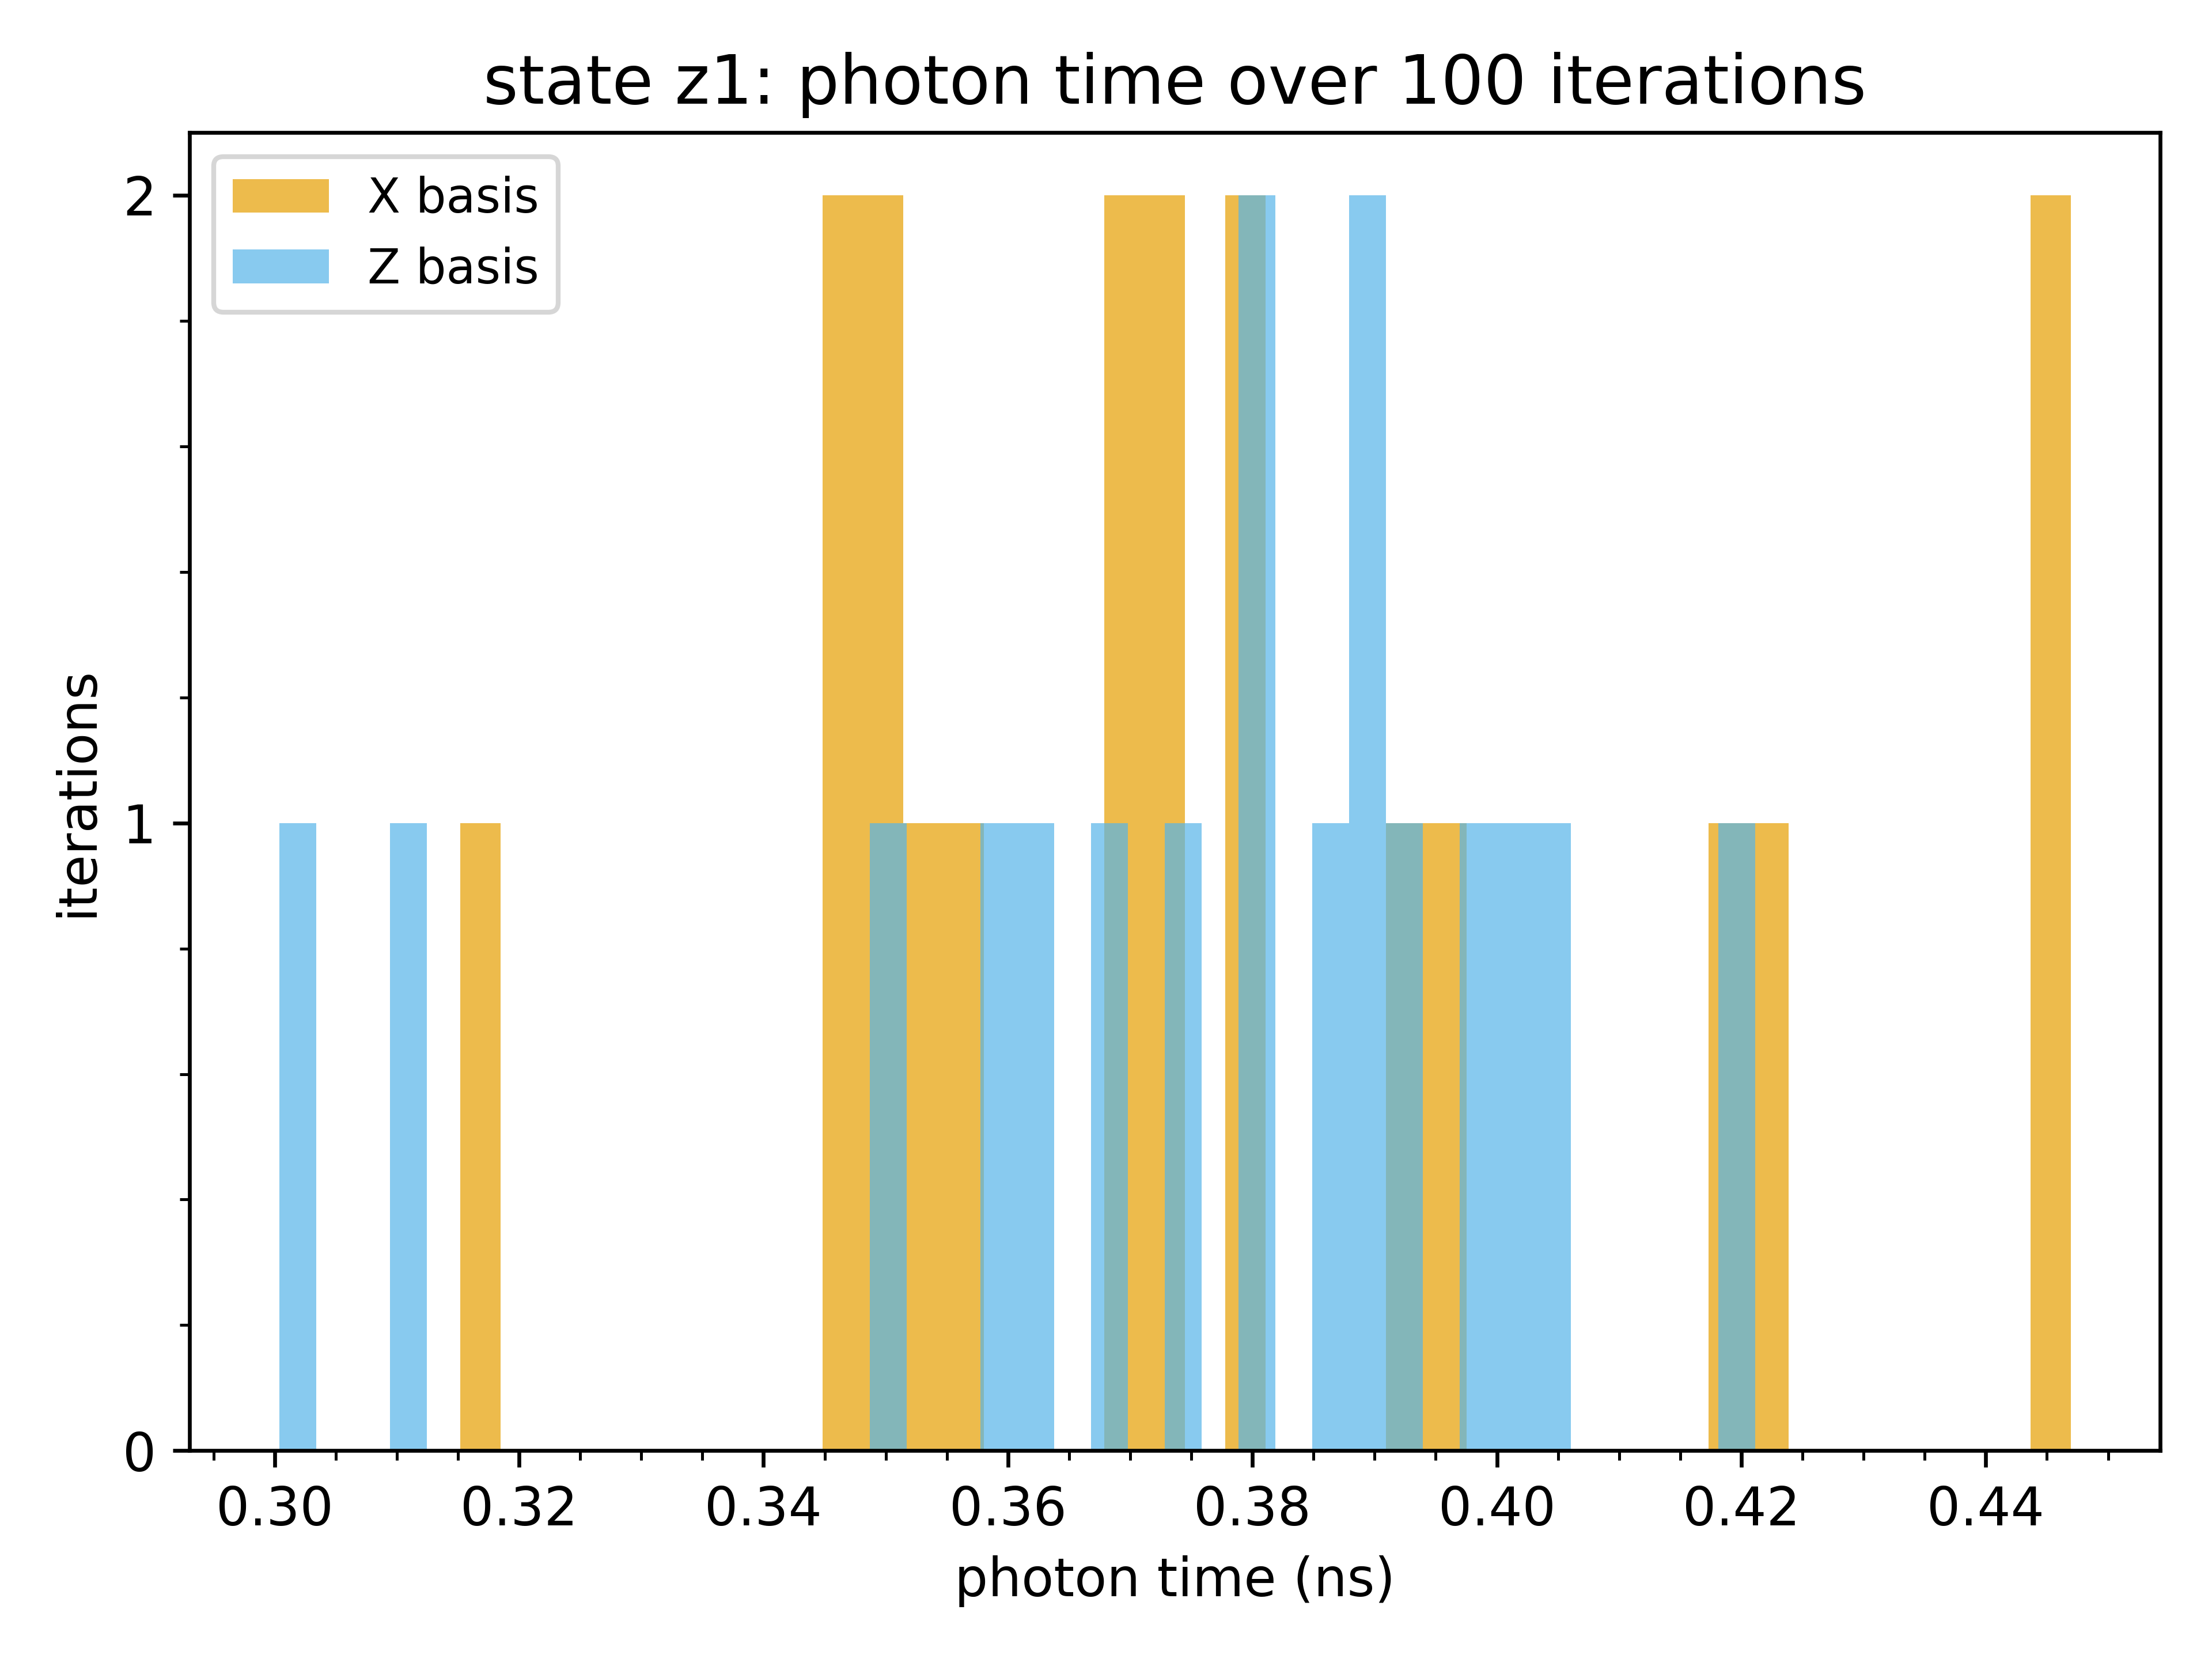 state z1: photon time over 100 iterations
X basis
Z basis
2
1
0
iterations
0.30 0.32 0.34 0.36 0.38 0.40 0.42 0.44
photon time (ns)